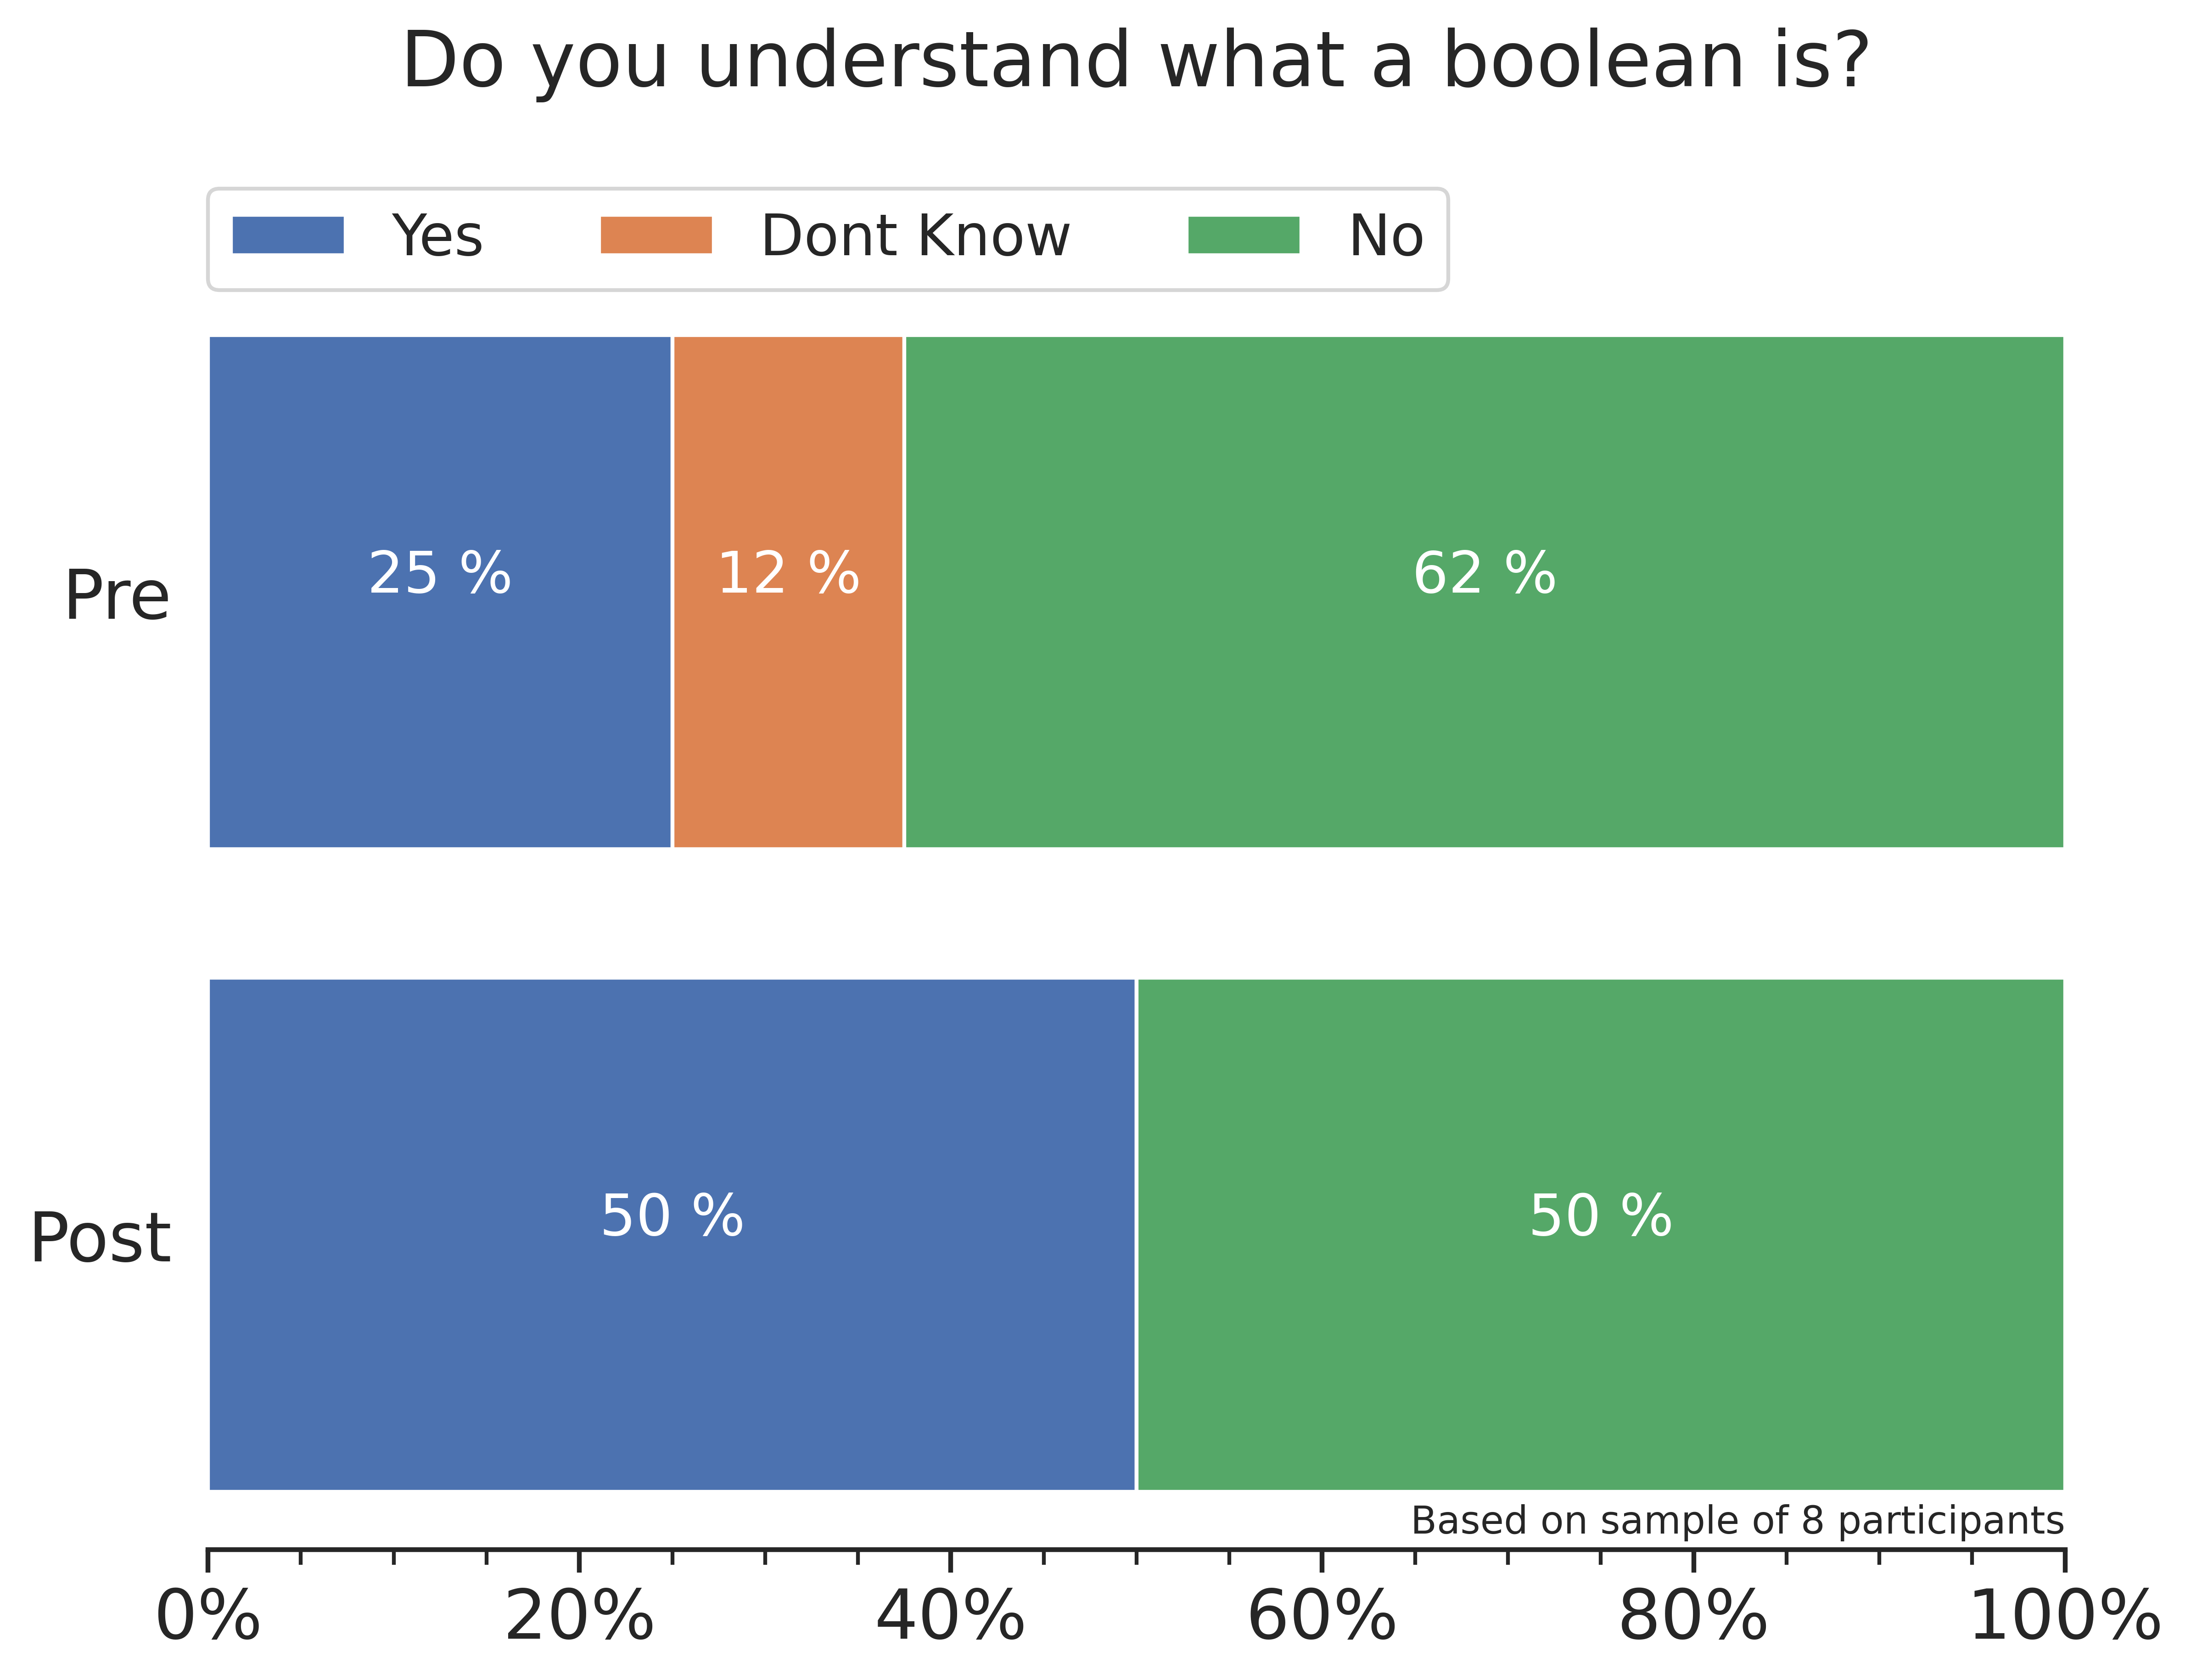 Do you understand what a boolean is?
Yes Dont Know No
Pre
25 % 12 % 62 %
Post
50 % 50 %
Based on sample of 8 participants
0% 20% 40% 60% 80% 100%